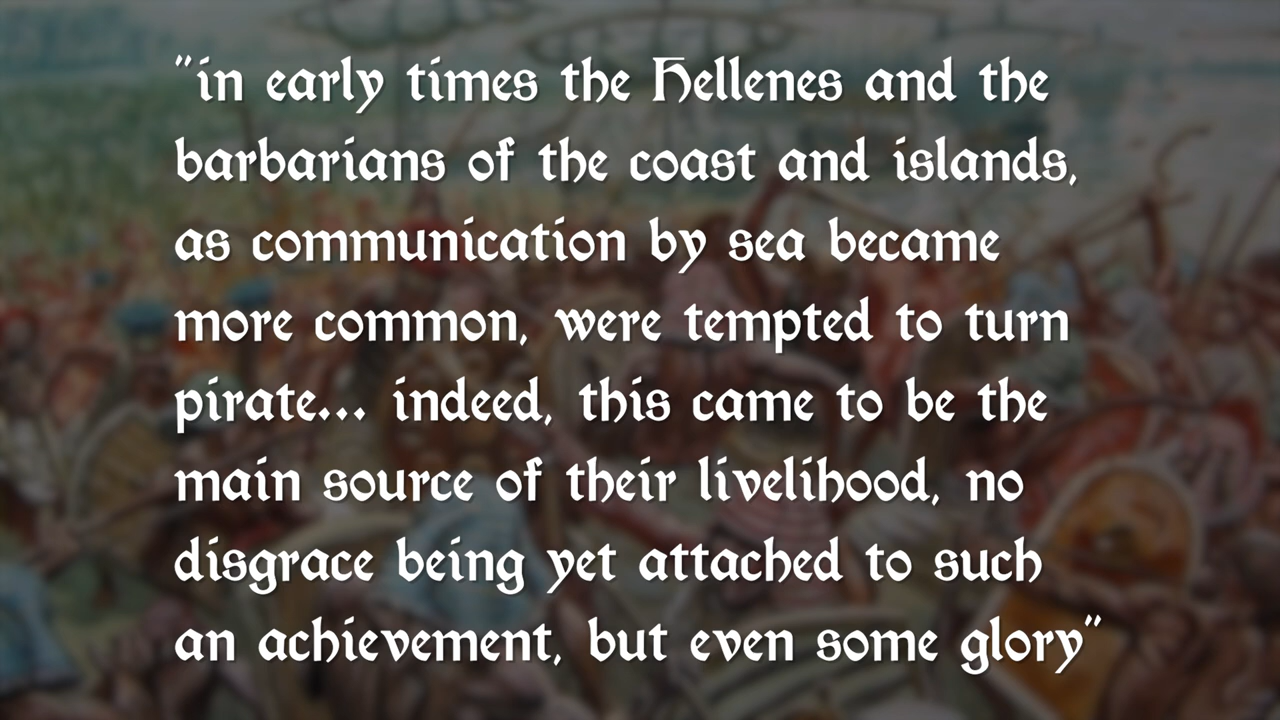 "in early times the Hellenes and the
barbarians of the coast and islands,
as communication by sea became
more common, were tempted to turn
pirate... indeed, this came to be the
main source of their livelihood, no
disgrace being yet attached to such
an achievement, but even some glory"